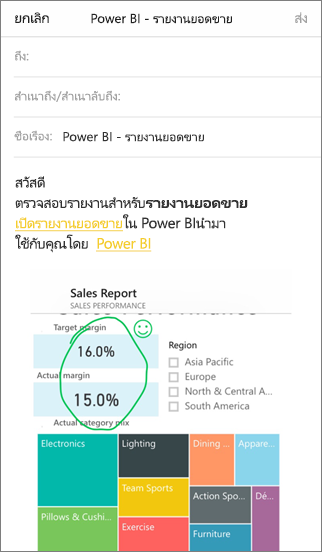 ยกเลิก Power BI - รายงานยอดขาย ส่ง
ถึง:
สำเนาถึง/สำเนาลับถึง:
ชื่อเรื่อง: Power BI - รายงานยอดขาย
สวัสดี
ตรวจสอบรายงานสำหรับรายงานยอดขาย
เปิดรายงานยอดขายใน Power BIนำมา
ใช้กับคุณโดย Power BI
Sales Report
SALES PERFORMANCE
Target margin
16.0%
Actual margin
15.0%
Actual category mix
Region
Asia Pacific
Europe
North & Central A...
South America
Electronics Lighting Dining ... Appare...
Team Sports
Action Spo... Dé...
Pillows & Cushi... Exercise
Furniture